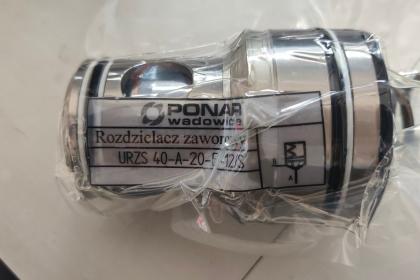 PONAR
wadowice
Rozdzielacz zaworowy
URZS 40-A-20-
B
A